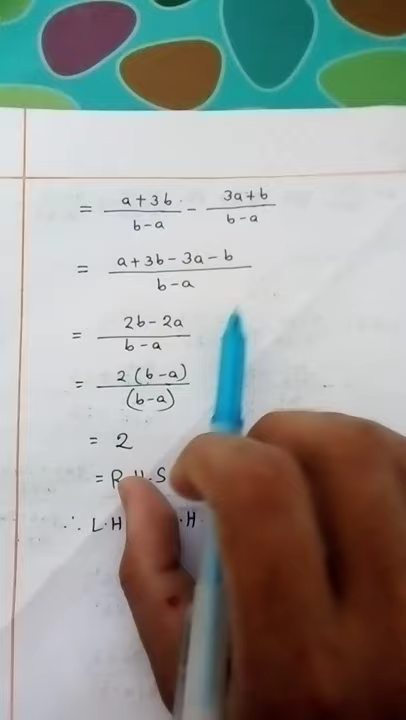 = a+3b/b-a - 3a+b/b-a
= a+3b-3a-b/b-a
= 2b-2a/b-a
= 2(b-a)/(b-a)
= 2
= R.H.S
∴ L.H .H.